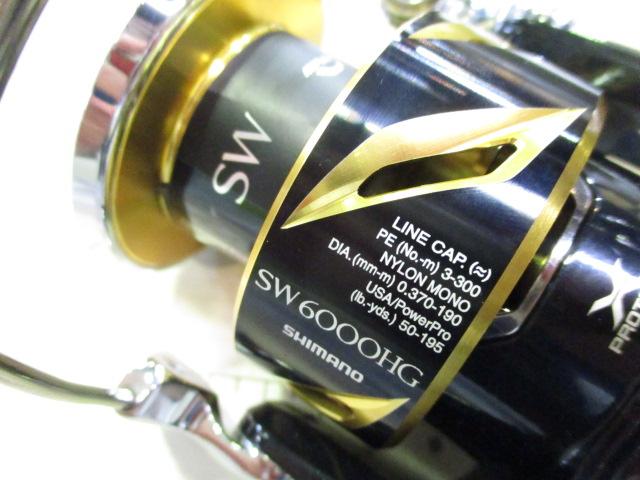 SW
LINE CAP. (≈)
PE (No.-m) 3-300
NYLON MONO
DIA.(mm-m) 0.370-190
USA/PowerPro
(lb.-yds.) 50-195
SW6000HG
SHIMANO
X
PROT